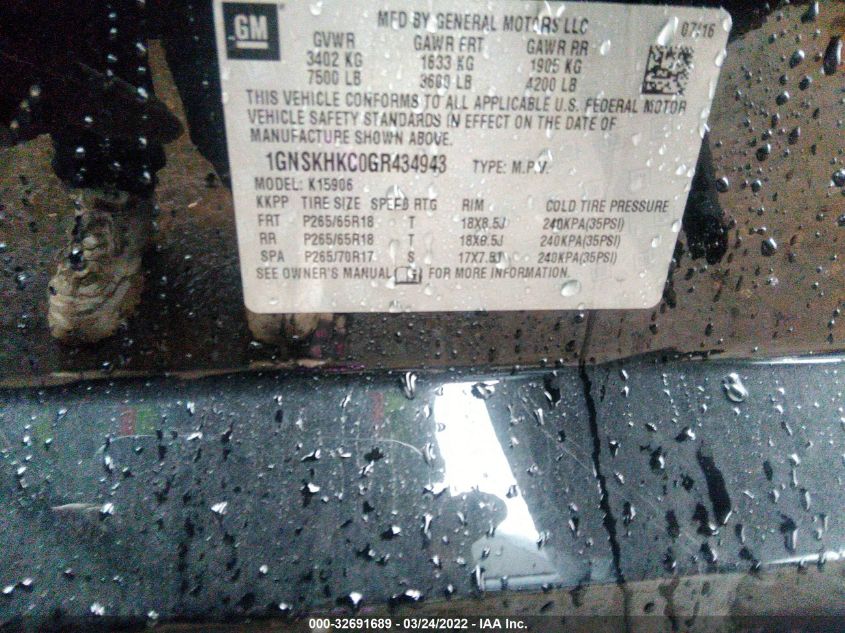 GM
MFD BY GENERAL MOTORS LLC
07/16
GVWR GAWR FRT GAWR RR
3402 KG 1633 KG 1905 KG
7500 LB 3600 LB 4200 LB
THIS VEHICLE CONFORMS TO ALL APPLICABLE U.S. FEDERAL MOTOR
VEHICLE SAFETY STANDARDS IN EFFECT ON THE DATE OF
MANUFACTURE SHOWN ABOVE.
1GNSKHKC0GR434943 TYPE: M.P.V.
MODEL: K15906
KKPP TIRE SIZE SPEED RTG RIM COLD TIRE PRESSURE
FRT P265/65R18 T 18X8.5J 240KPA(35PSI)
RR P265/65R18 T 18X8.5J 240KPA(35PSI)
SPA P265/70R17 S 17X7.5J 240KPA(35PSI)
SEE OWNER'S MANUAL ( ) FOR MORE INFORMATION.
000-32691689 - 03/24/2022 - IAA Inc.